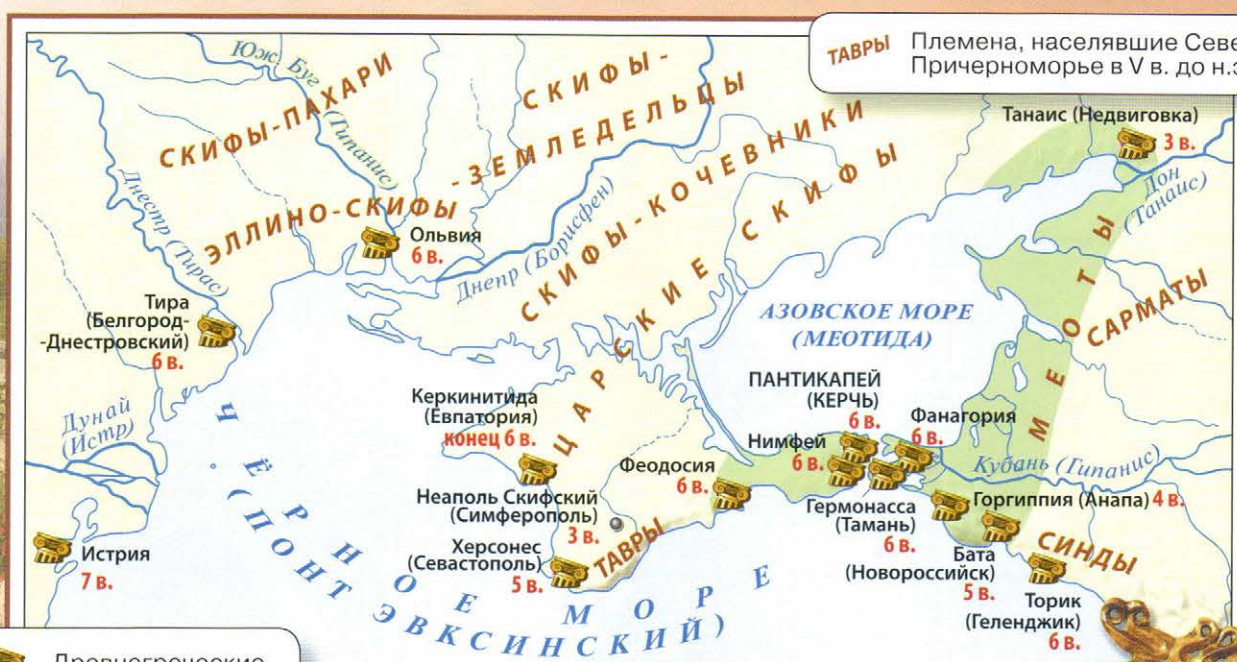 ТАВРЫ
Племена, населявшие Севе
Причерноморье в V в. до н.э
Юж. Буг
(Гипанис)
СКИФЫ-ПАХАРИ
СКИФЫ-
-ЗЕМЛЕДЕЛЬЦЫ
СКИФЫ-КОЧЕВНИКИ
ЦАРСКИЕ СКИФЫ
ЭЛЛИНО-СКИФЫ
Днестр (Тирас)
Днепр (Борисфен)
Танаис (Недвиговка)
3 в.
Дон
(Танаис)
Ольвия
6 в.
Тира
(Белгород-
-Днестровский)
6 в.
АЗОВСКОЕ МОРЕ
(МЕОТИДА)
МЕОТЫ
САРМАТЫ
Дунай
(Истр)
Керкинитида
(Евпатория)
конец 6 в.
ПАНТИКАПЕЙ
(КЕРЧЬ)
6 в.
Фанагория
6 в.
Нимфей
6 в.
Феодосия
6 в.
Кубань (Гипанис)
Неаполь Скифский
(Симферополь)
3 в.
Гермонасса
(Тамань)
6 в.
Горгиппия (Анапа) 4 в.
Херсонес
(Севастополь)
5 в.
ТАВРЫ
Бата
(Новороссийск)
5 в.
СИНДЫ
Торик
(Геленджик)
6 в.
Истрия
7 в.
ЧЁРНОЕ МОРЕ
(ПОНТ ЭВКСИНСКИЙ)
Древнегреческие